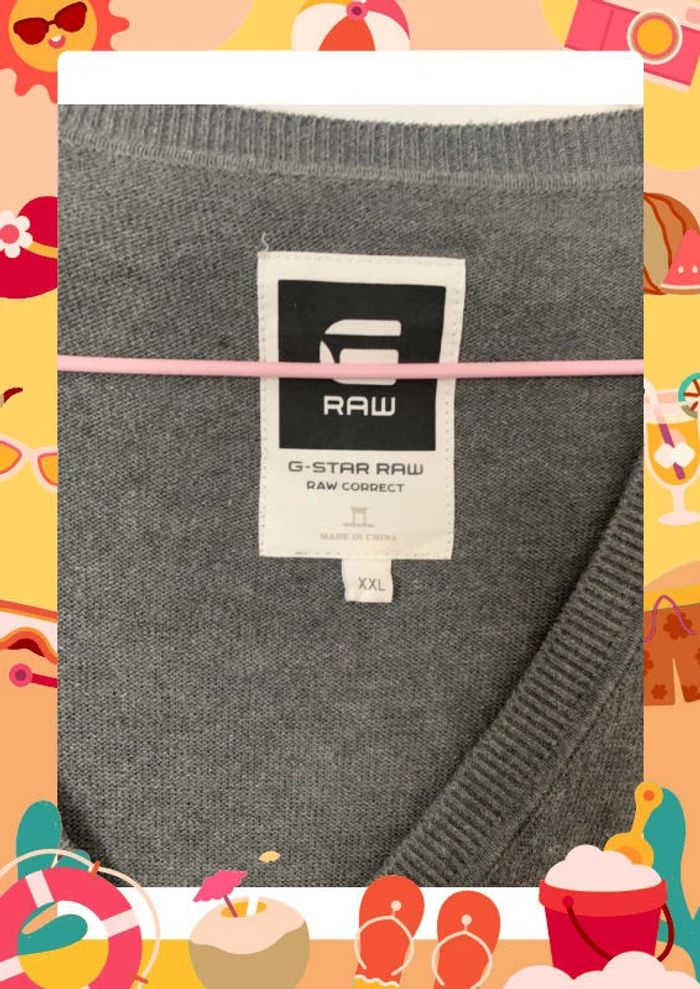 RAW
G-STAR RAW
RAW CORRECT
MADE IN CHINA
XXL